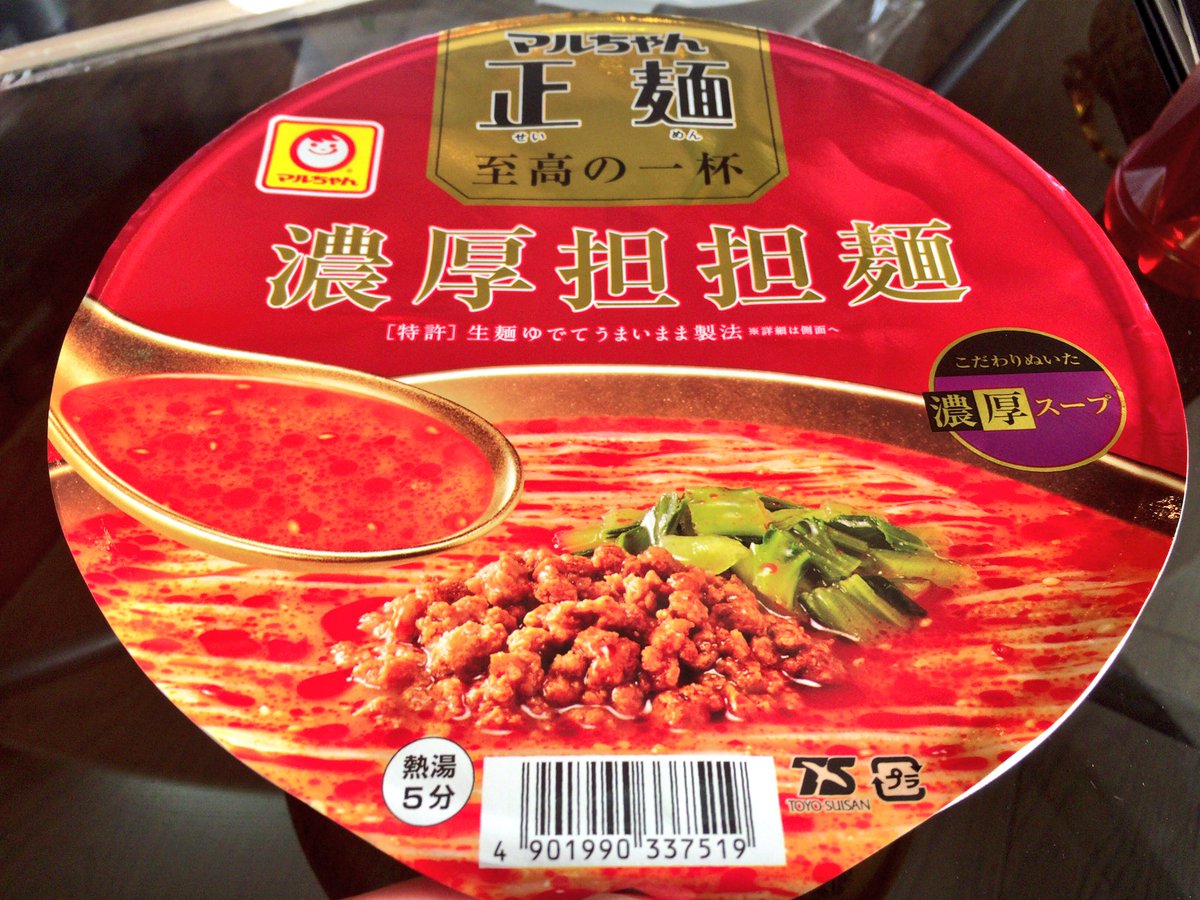 マルちゃん
正麺
せいめん
至高の一杯
マルちゃん
濃厚担担麺
［特許］生麺ゆでてうまいまま製法 ※詳細は側面へ
こだわりぬいた
濃厚スープ
熱湯
5分
4 901990 337519
TS
TOYO SUISAN
プラ